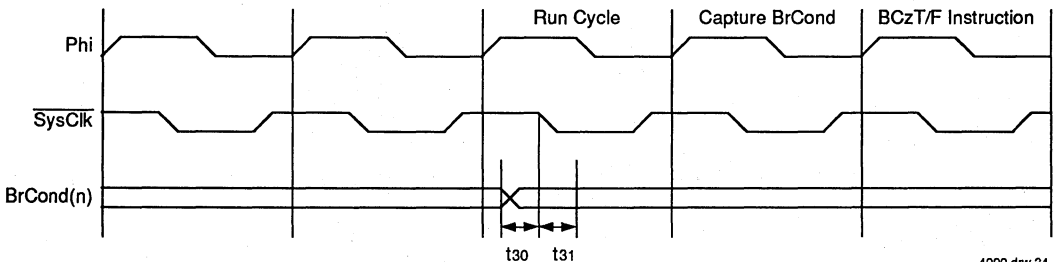 Run Cycle
Capture BrCond
BCzT/F Instruction
Phi
SysClk
BrCond(n)
t30
t31